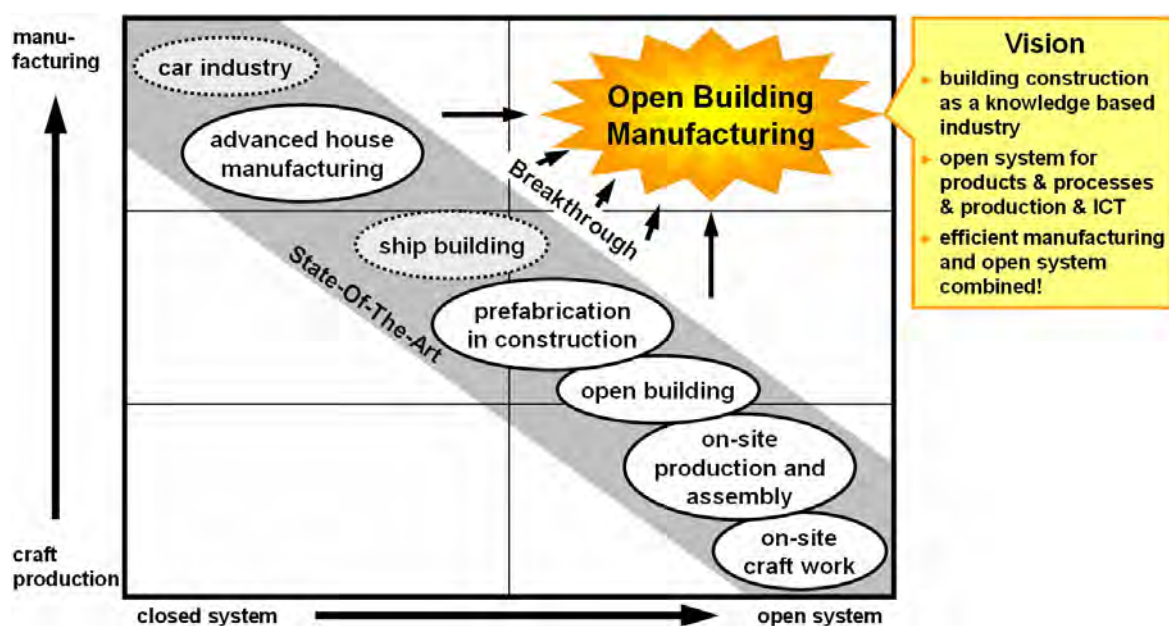 manu-
facturing
car industry
advanced house
manufacturing
Open Building
Manufacturing
Breakthrough
ship building
State-Of-The-Art
prefabrication
in construction
open building
on-site
production and
assembly
on-site
craft work
craft
production
closed system
open system
Vision
building construction
as a knowledge based
industry
open system for
products & processes
& production & ICT
efficient manufacturing
and open system
combined!